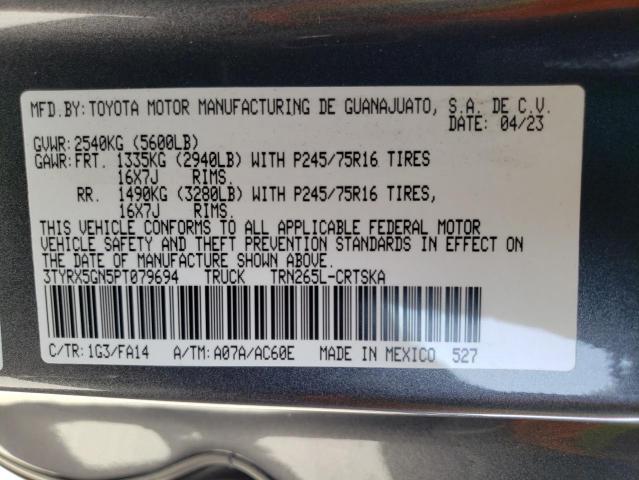 MFD.BY:TOYOTA MOTOR MANUFACTURING DE GUANAJUATO, S.A. DE C.V.
DATE: 04/23
GVWR:2540KG (5600LB)
GAWR:FRT. 1335KG (2940LB) WITH P245/75R16 TIRES
16X7J RIMS.
RR. 1490KG (3280LB) WITH P245/75R16 TIRES,
16X7J RIMS.
THIS VEHICLE CONFORMS TO ALL APPLICABLE FEDERAL MOTOR
VEHICLE SAFETY AND THEFT PREVENTION STANDARDS IN EFFECT ON
THE DATE OF MANUFACTURE SHOWN ABOVE.
3TYRX5GN5PT079694 TRUCK TRN265L-CRTSKA
C/TR:1G3/FA14 A/TM:A07A/AC60E MADE IN MEXICO 527